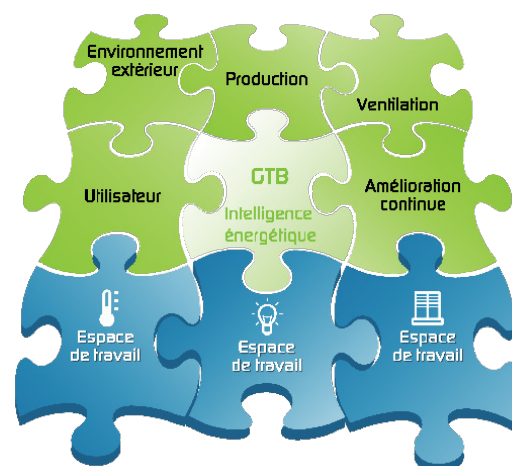 Environnement
extérieur
Production
Ventilation
Utilisateur
GTB
Intelligence
énergétique
Amélioration
continue
Espace
de travail
Espace
de travail
Espace
de travail